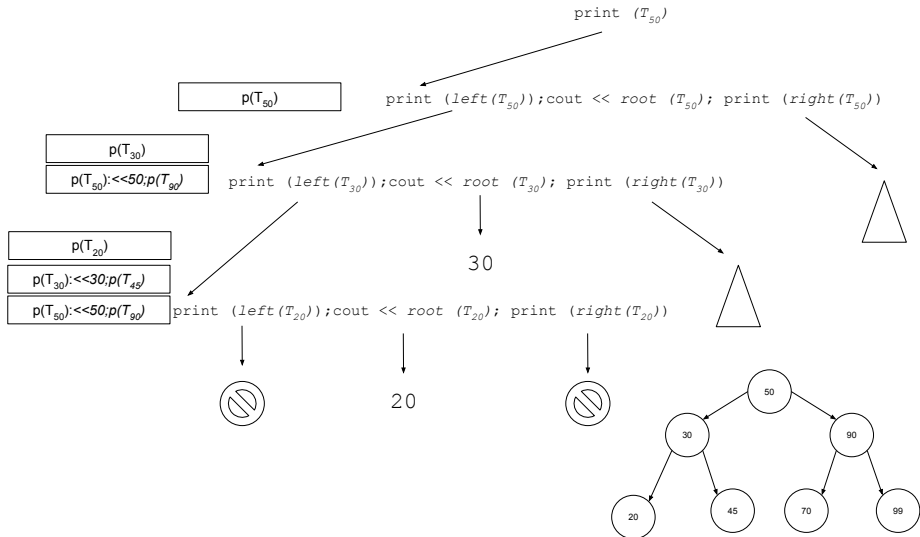 print (T50)
p(T50)
print (left(T50));cout << root (T50); print (right(T50))
p(T30)
p(T50):<<50;p(T90)
print (left(T30));cout << root (T30); print (right(T30))
p(T20)
30
p(T30):<<30;p(T45)
p(T50):<<50;p(T90)
print (left(T20));cout << root (T20); print (right(T20))
20
50
30
90
20
45
70
99